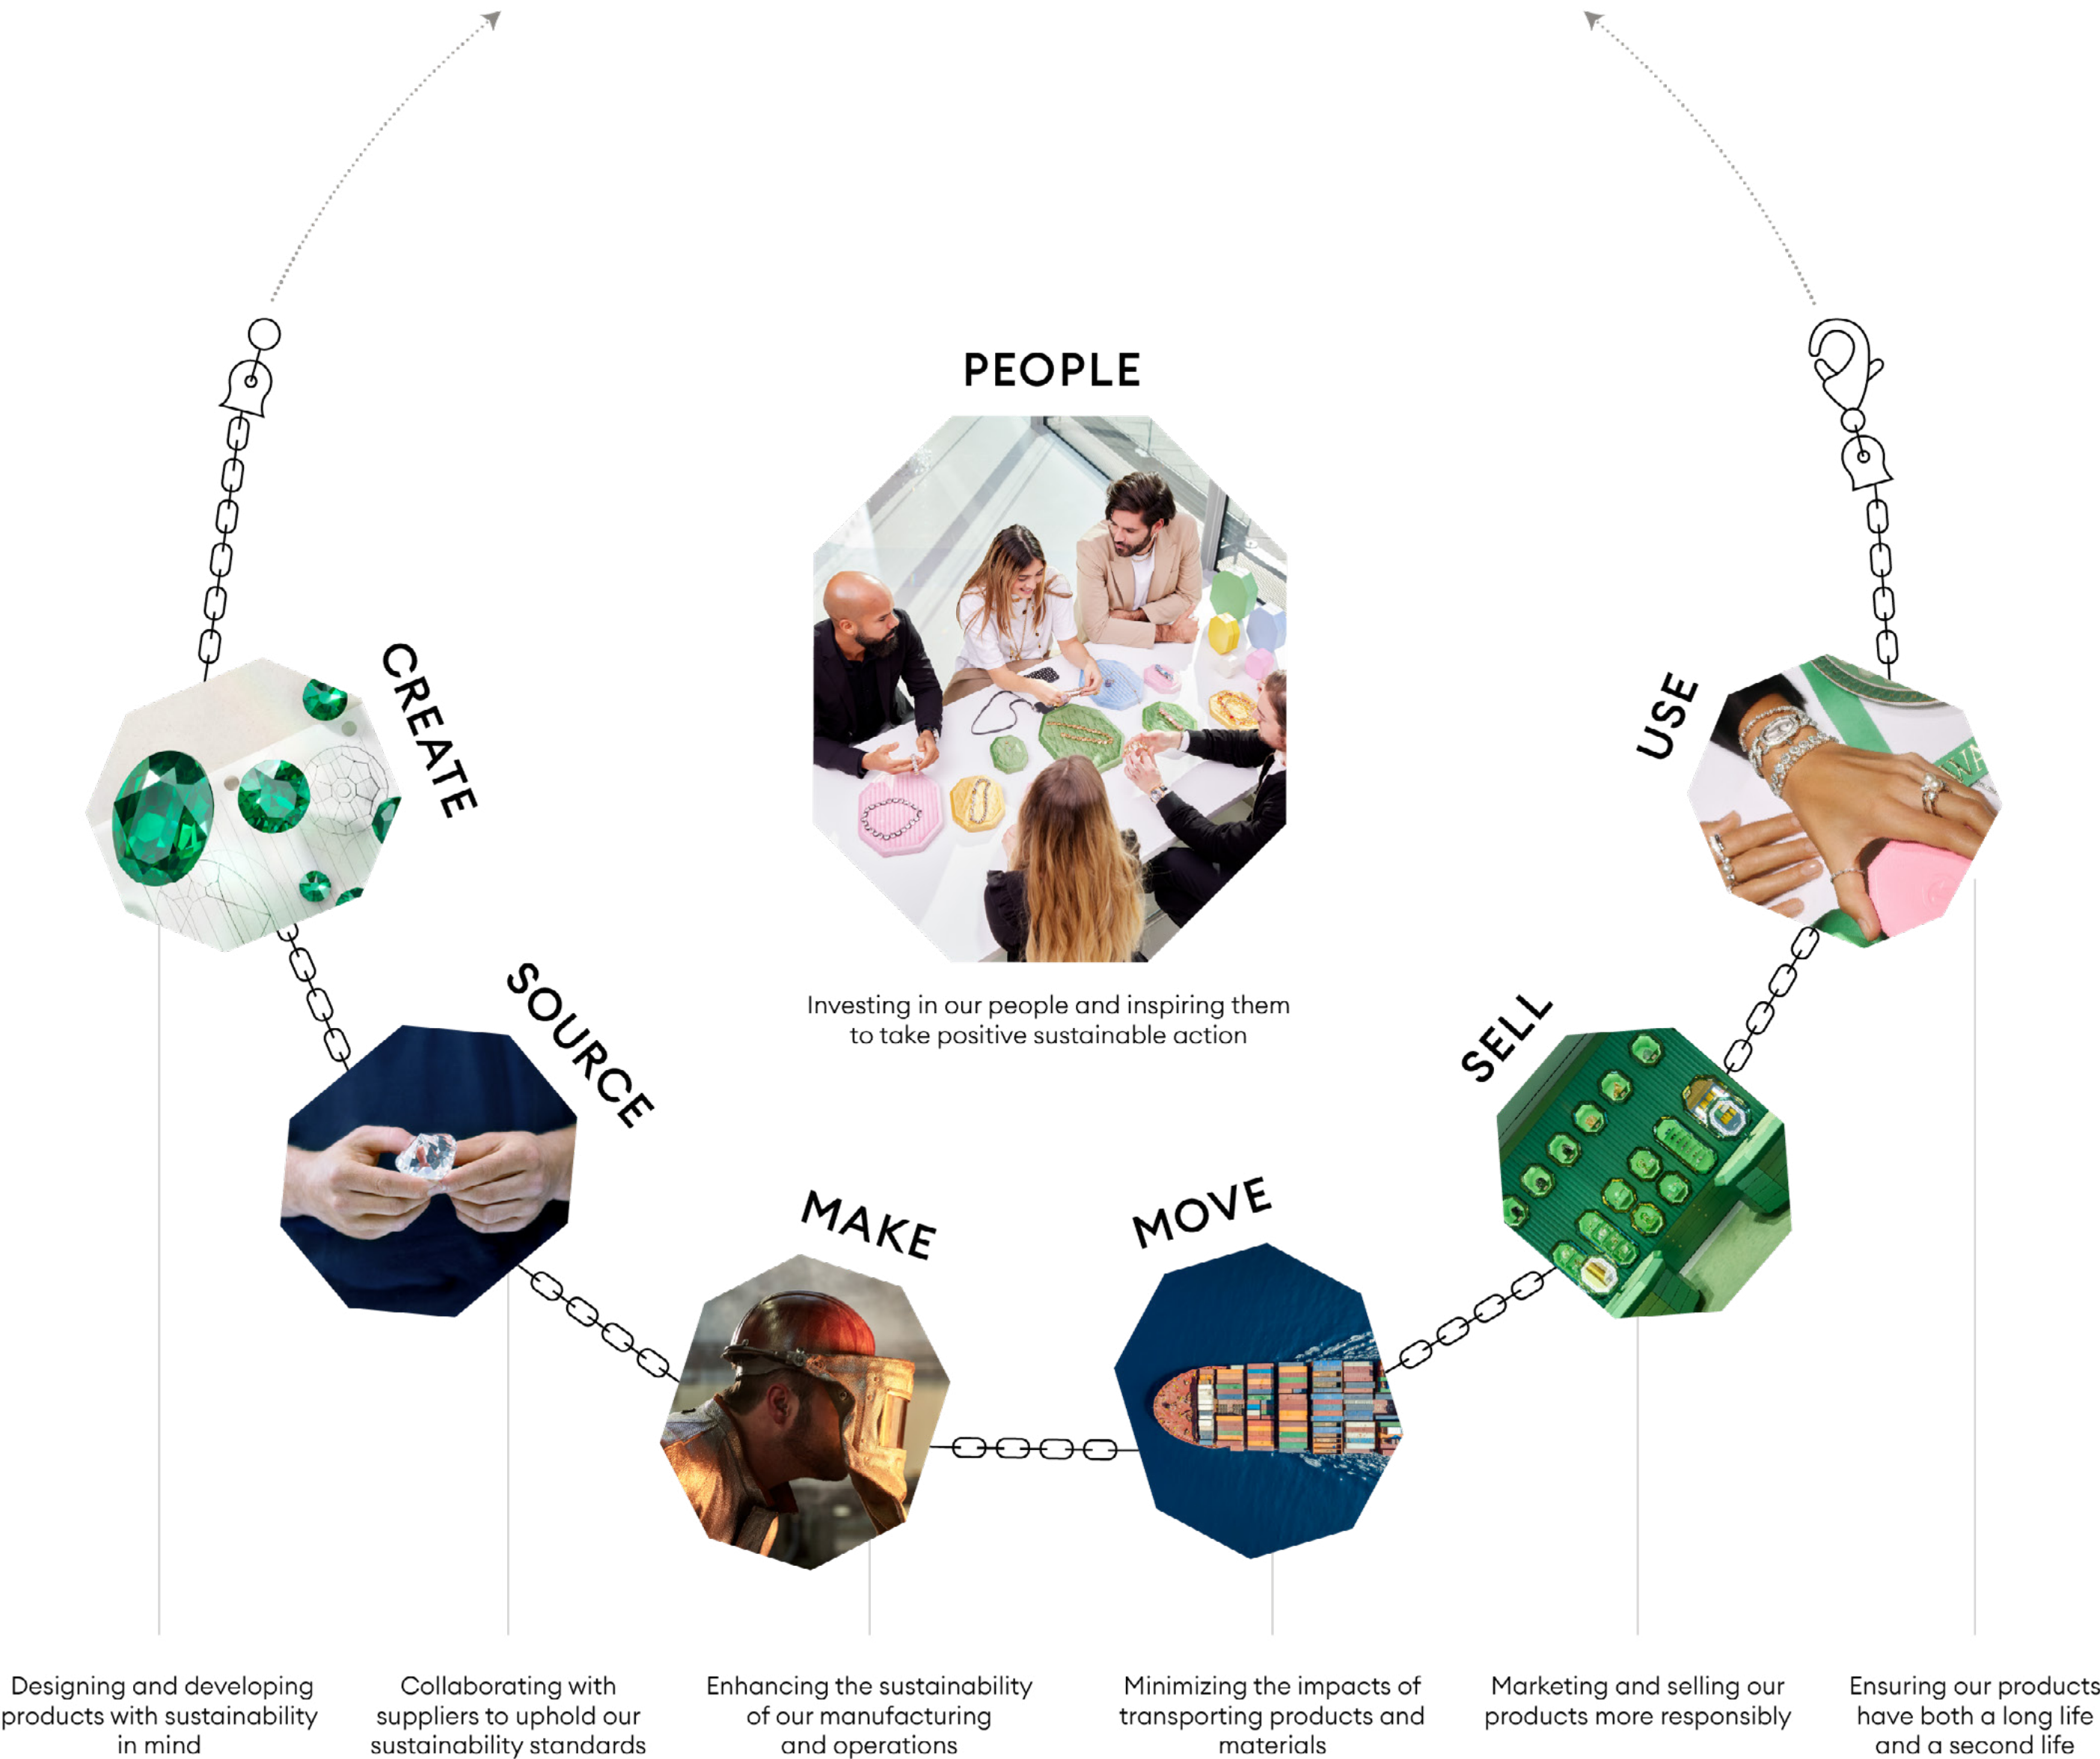 PEOPLE
Investing in our people and inspiring them
to take positive sustainable action
CREATE
Designing and developing
products with sustainability
in mind
SOURCE
Collaborating with
suppliers to uphold our
sustainability standards
MAKE
Enhancing the sustainability
of our manufacturing
and operations
MOVE
Minimizing the impacts of
transporting products and
materials
SELL
Marketing and selling our
products more responsibly
USE
Ensuring our products
have both a long life
and a second life